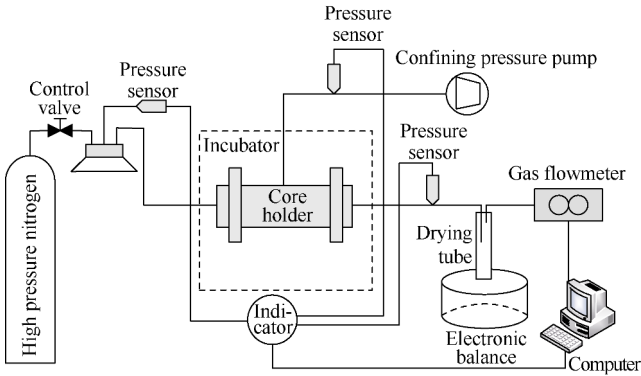 Pressure
sensor
Confining pressure pump
Pressure
sensor
Control
valve
Pressure
sensor
Incubator
Gas flowmeter
Core
holder
Drying
tube
High pressure nitrogen
Indi-
cator
Electronic
balance
Computer